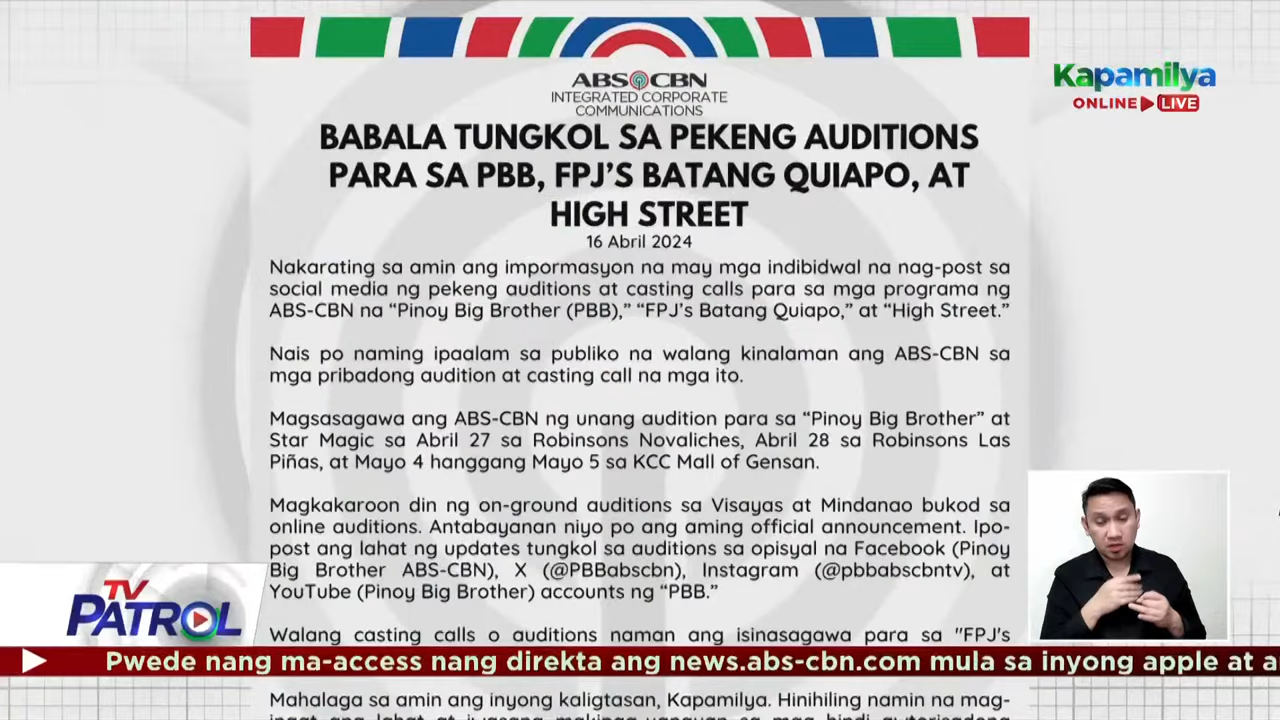 Kapamilya
ONLINE LIVE
ABS-CBN
INTEGRATED CORPORATE
COMMUNICATIONS
BABALA TUNGKOL SA PEKENG AUDITIONS
PARA SA PBB, FPJ'S BATANG QUIAPO, AT
HIGH STREET
16 Abril 2024
Nakarating sa amin ang impormasyon na may mga indibidwal na nag-post sa
social media ng pekeng auditions at casting calls para sa mga programa ng
ABS-CBN na “Pinoy Big Brother (PBB),” “FPJ’s Batang Quiapo,” at “High Street.”
Nais po naming ipaalam sa publiko na walang kinalaman ang ABS-CBN sa
mga pribadong audition at casting call na mga ito.
Magsasagawa ang ABS-CBN ng unang audition para sa “Pinoy Big Brother” at
Star Magic sa Abril 27 sa Robinsons Novaliches, Abril 28 sa Robinsons Las
Piñas, at Mayo 4 hanggang Mayo 5 sa KCC Mall of Gensan.
Magkakaroon din ng on-ground auditions sa Visayas at Mindanao bukod sa
online auditions. Antabayanan niyo po ang aming official announcement. Ipo-
post ang lahat ng updates tungkol sa auditions sa opisyal na Facebook (Pinoy
Big Brother ABS-CBN), X (@PBBabscbn), Instagram (@pbbabscbntv), at
YouTube (Pinoy Big Brother) accounts ng “PBB.”
Walang casting calls o auditions naman ang isinasagawa para sa "FPJ's
TV
PATROL
Pwede nang ma-access nang direkta ang news.abs-cbn.com mula sa inyong apple at a
Mahalaga sa amin ang inyong kaligtasan, Kapamilya. Hinihiling namin na mag-